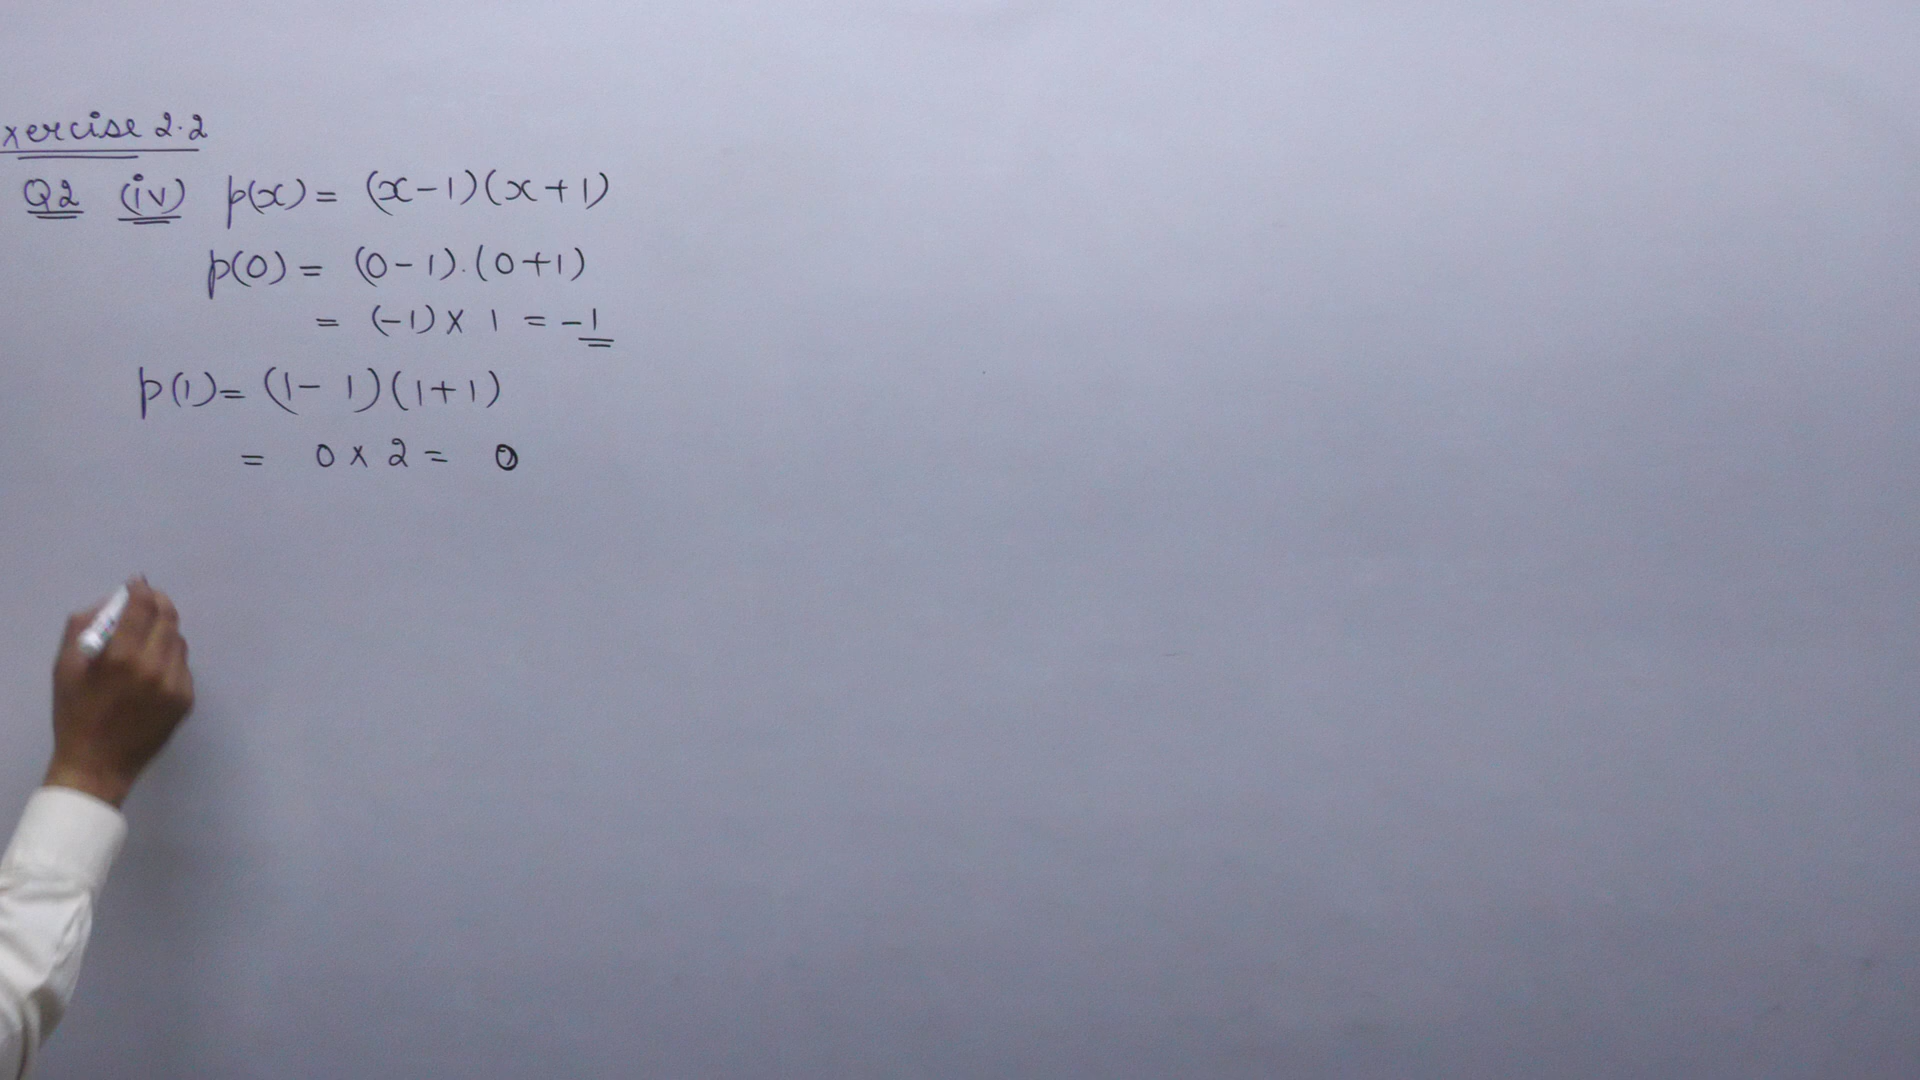 xercise 2.2
Q2 (iv) p(x) = (x-1)(x+1)
p(0) = (0-1).(0+1)
= (-1) x 1 = -1
p(1) = (1-1)(1+1)
= 0 x 2 = 0